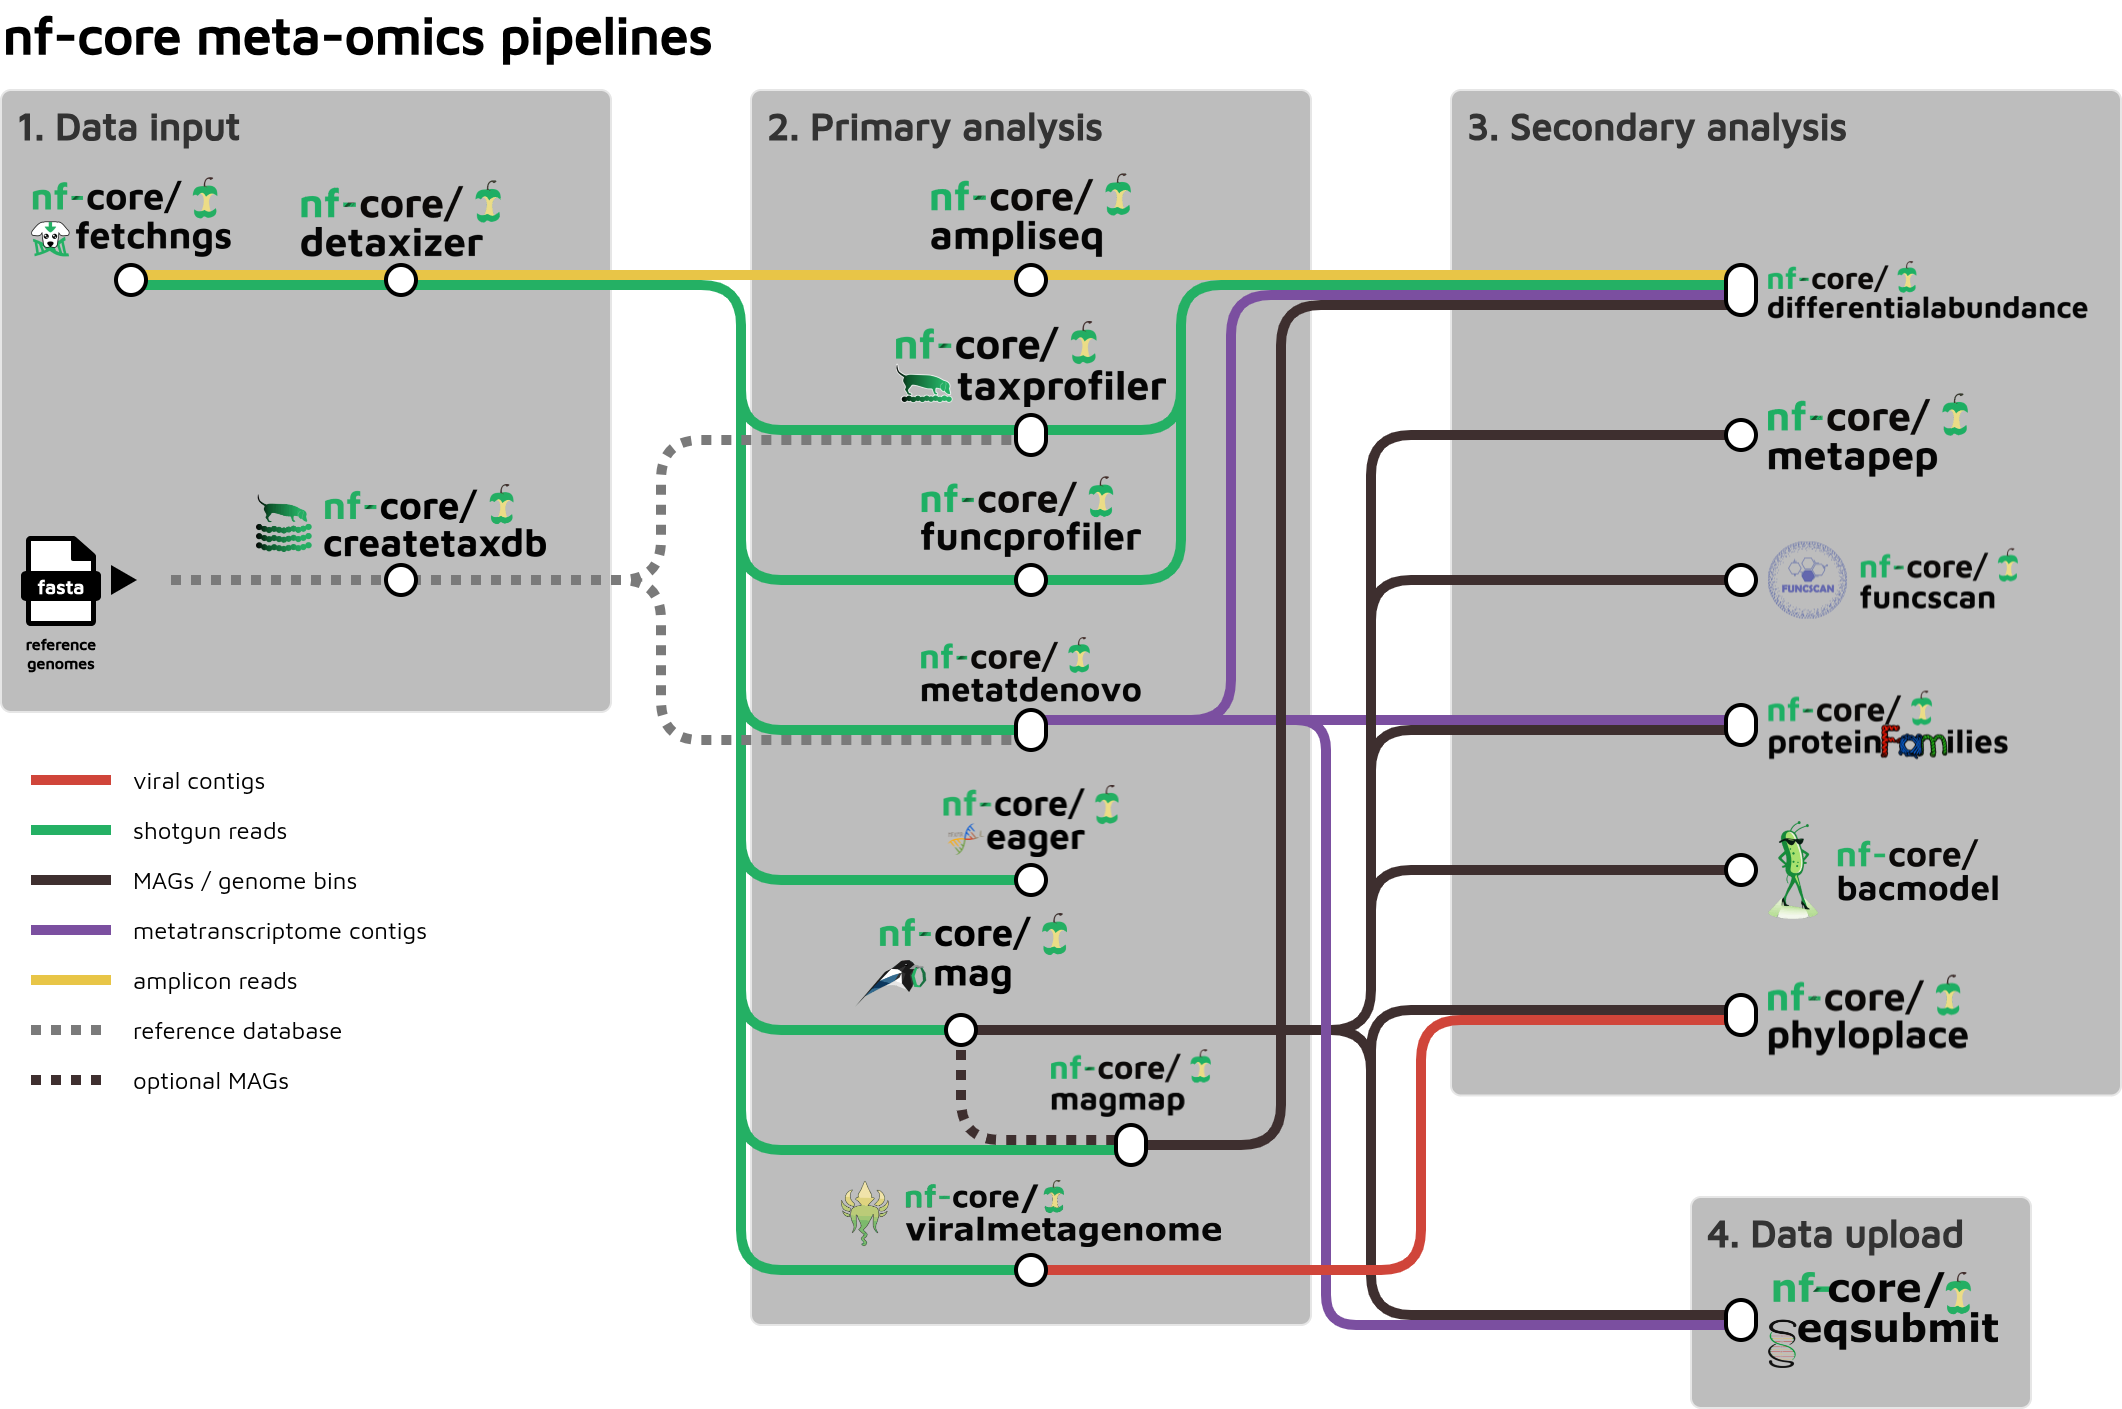 nf-core meta-omics pipelines
1. Data input
nf-core/
fetchngs
nf-core/
detaxizer
nf-core/
createtaxdb
fasta
reference
genomes
viral contigs
shotgun reads
MAGs / genome bins
metatranscriptome contigs
amplicon reads
reference database
optional MAGs
2. Primary analysis
nf-core/
ampliseq
nf-core/
taxprofiler
nf-core/
funcprofiler
nf-core/
metatdenovo
nf-core/
eager
nf-core/
mag
nf-core/
magmap
nf-core/
viralmetagenome
3. Secondary analysis
nf-core/
differentialabundance
nf-core/
metapep
FUNCSCAN
nf-core/
funcscan
nf-core/
proteinFamilies
nf-core/
bacmodel
nf-core/
phyloplace
4. Data upload
nf-core/
seqsubmit